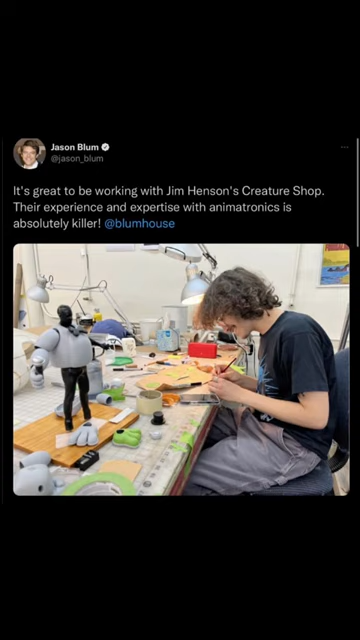 Jason Blum
@jason_blum
It's great to be working with Jim Henson's Creature Shop.
Their experience and expertise with animatronics is
absolutely killer! @blumhouse